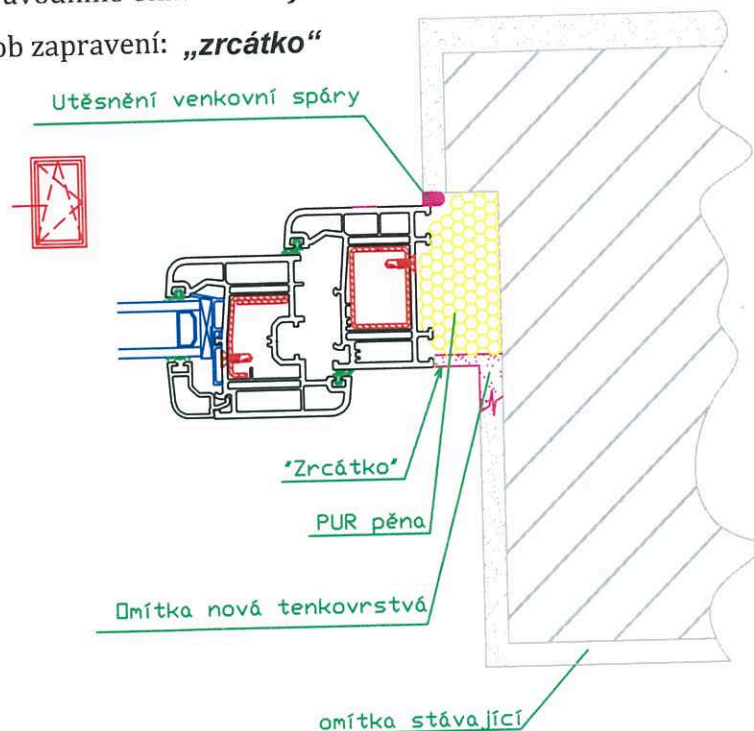 ob zapravení: „zrcátko“
Utěsnění venkovní spáry
"Zrcátko"
PUR pěna
Omítka nová tenkovrstvá
omítka stávající